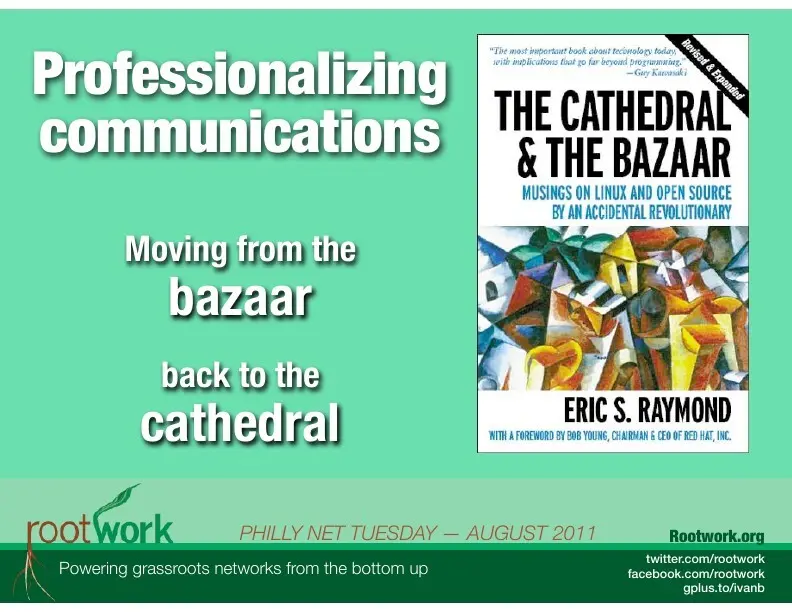 Professionalizing
communications
Moving from the
bazaar
back to the
cathedral
"The most important book about technology today,
with implications that go far beyond programming."
—Guy Kawasaki
Revised & Expanded
THE CATHEDRAL
& THE BAZAAR
MUSINGS ON LINUX AND OPEN SOURCE
BY AN ACCIDENTAL REVOLUTIONARY
ERIC S. RAYMOND
WITH A FOREWORD BY BOB YOUNG, CHAIRMAN & CEO OF RED HAT, INC.
rootwork
PHILLY NET TUESDAY — AUGUST 2011
Rootwork.org
Powering grassroots networks from the bottom up
twitter.com/rootwork
facebook.com/rootwork
gplus.to/ivanb